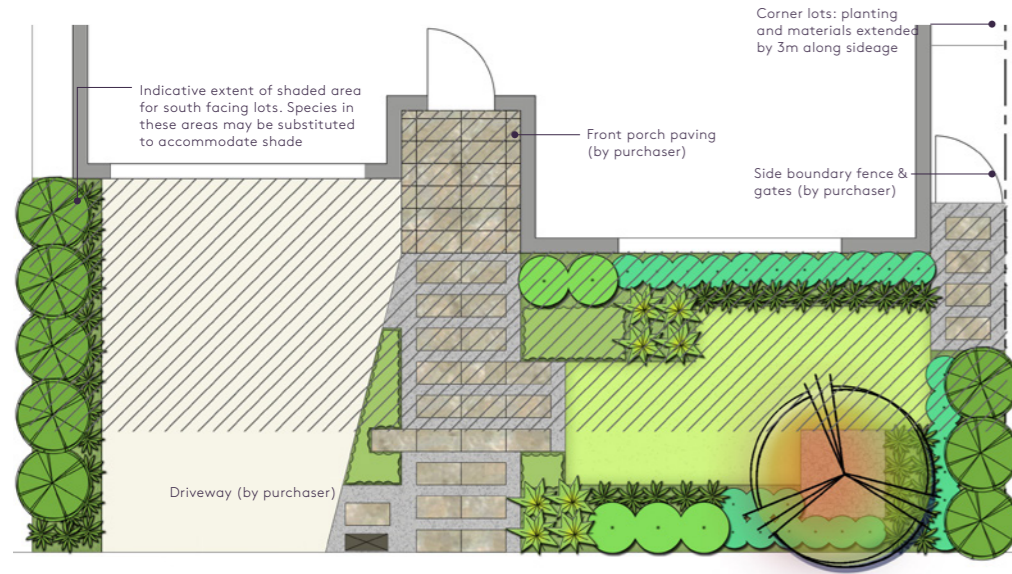 Corner lots: planting
and materials extended
by 3m along sideage
Indicative extent of shaded area
for south facing lots. Species in
these areas may be substituted
to accommodate shade
Front porch paving
(by purchaser)
Side boundary fence &
gates (by purchaser)
Driveway (by purchaser)